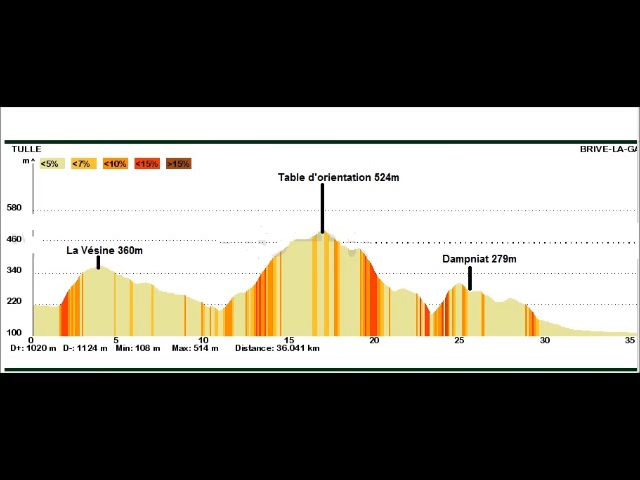 TULLE BRIVE-LA-GA
m <5% <7% <10% <15% >15%
Table d'orientation 524m
580
460
La Vésine 360m
Dampniat 279m
340
220
100
0 5 15 20 25 30 35
D+: 1020 m D-: 1124 m Min: 108 m Max: 514 m Distance: 36.041 km